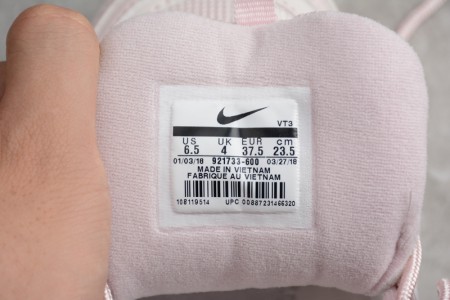 VT3
US UK EUR cm
6.5 4 37.5 23.5
01/03/18 921733-600 03/27/18
MADE IN VIETNAM
FABRIQUE AU VIETNAM
108119514 UPC 00887231466320